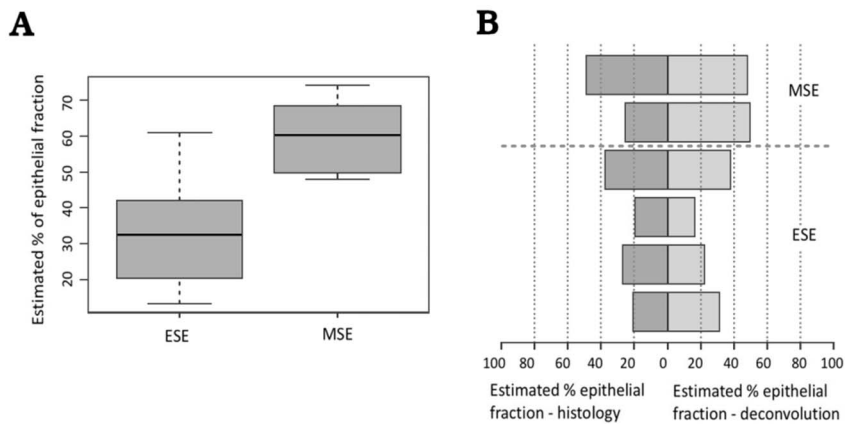 A
Estimated % of epithelial fraction
70
60
50
40
30
20
ESE
MSE
B
MSE
ESE
100 80 60 40 20 0 20 40 60 80 100
Estimated % epithelial
fraction - histology
Estimated % epithelial
fraction - deconvolution